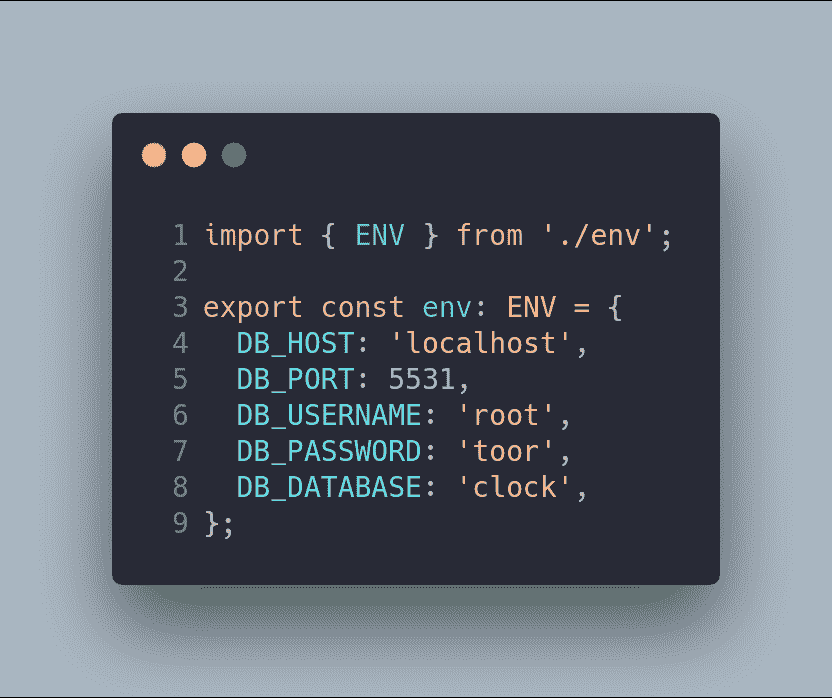 1 import { ENV } from './env';
2
3 export const env: ENV = {
4   DB_HOST: 'localhost',
5   DB_PORT: 5531,
6   DB_USERNAME: 'root',
7   DB_PASSWORD: 'toor',
8   DB_DATABASE: 'clock',
9 };